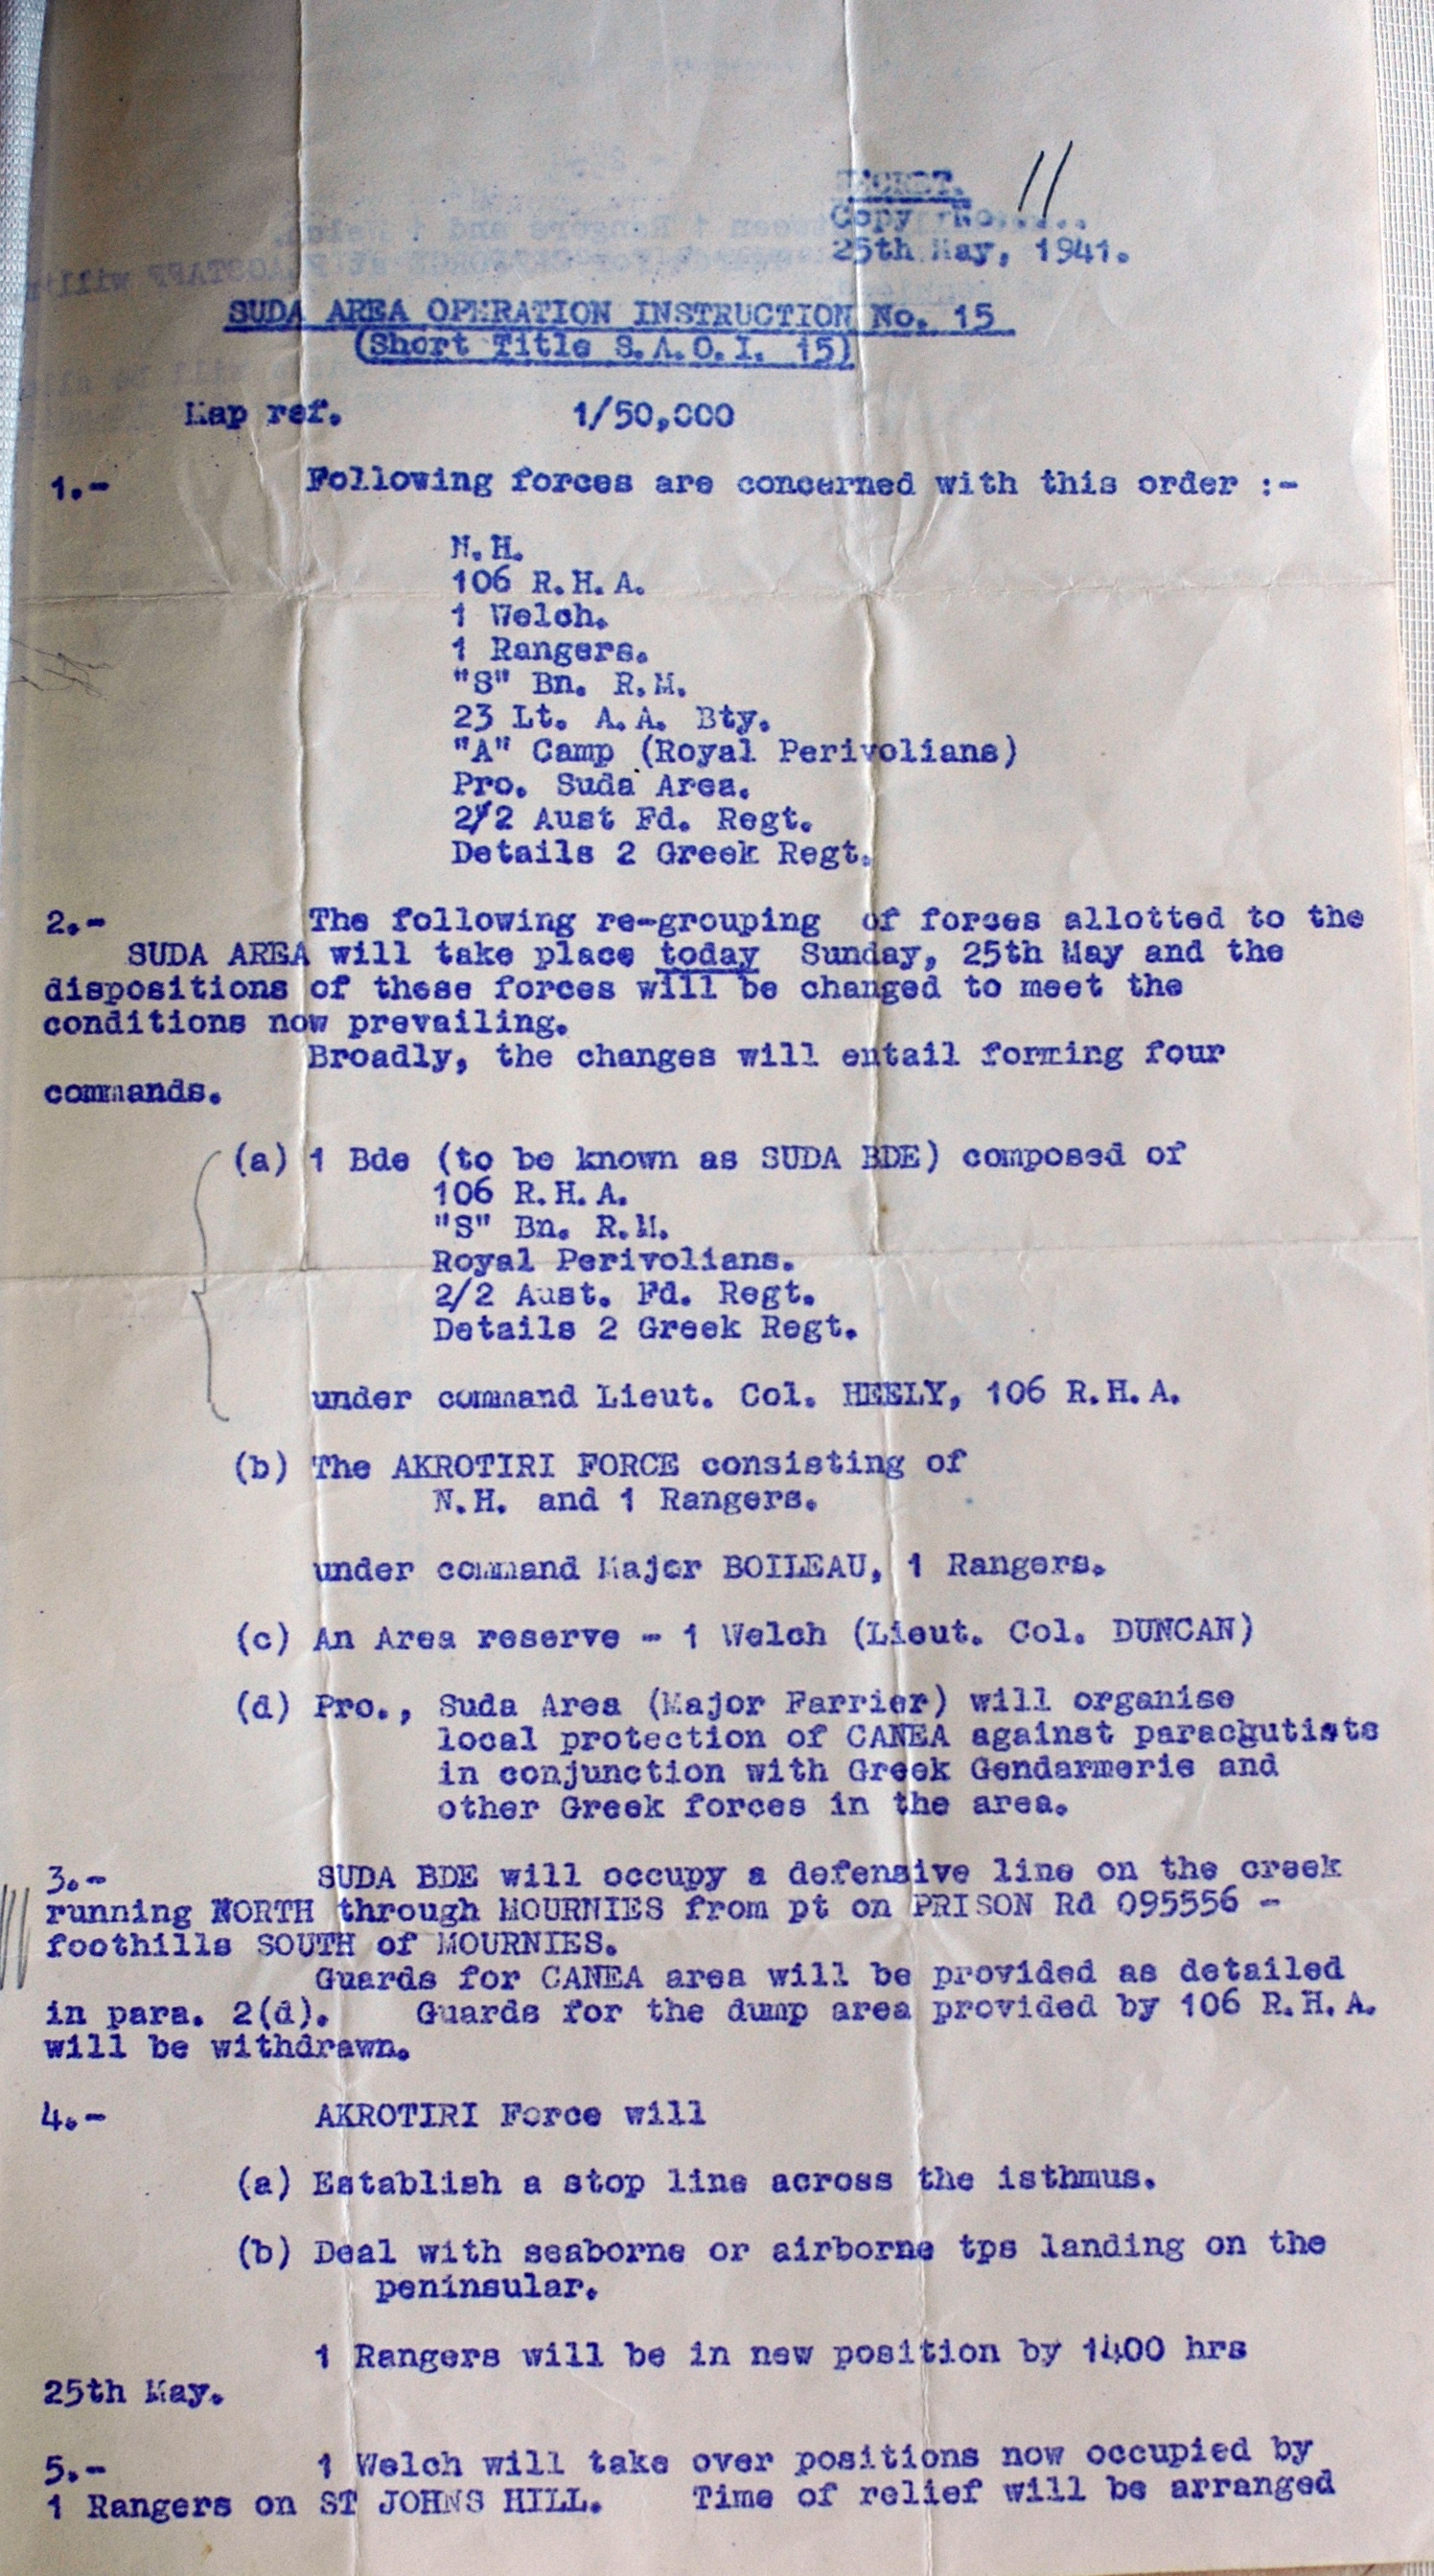 SECRET.
Copy No..11..
25th May, 1941.
SUDA AREA OPERATION INSTRUCTION No. 15
(Short Title S.A.O.I. 15)
Map ref. 1/50,000
1.- Following forces are concerned with this order :-
N.H.
106 R.H.A.
1 Welch.
1 Rangers.
"S" Bn. R.M.
23 Lt. A.A. Bty.
"A" Camp (Royal Perivolians)
Pro. Suda Area.
2/2 Aust Fd. Regt.
Details 2 Greek Regt.
2.- The following re-grouping of forces allotted to the
SUDA AREA will take place today Sunday, 25th May and the
dispositions of these forces will be changed to meet the
conditions now prevailing.
Broadly, the changes will entail forming four
commands.
(a) 1 Bde (to be known as SUDA BDE) composed of
106 R.H.A.
"S" Bn. R.M.
Royal Perivolians.
2/2 Aust. Fd. Regt.
Details 2 Greek Regt.
under command Lieut. Col. HEELY, 106 R.H.A.
(b) The AKROTIRI FORCE consisting of
N.H. and 1 Rangers.
under command Major BOILEAU, 1 Rangers.
(c) An Area reserve - 1 Welch (Lieut. Col. DUNCAN)
(d) Pro., Suda Area (Major Farrier) will organise
local protection of CANEA against parachutists
in conjunction with Greek Gendarmerie and
other Greek forces in the area.
3.- SUDA BDE will occupy a defensive line on the creek
running NORTH through MOURNIES from pt on PRISON Rd 095556 -
foothills SOUTH of MOURNIES.
Guards for CANEA area will be provided as detailed
in para. 2(d). Guards for the dump area provided by 106 R.H.A.
will be withdrawn.
4.- AKROTIRI Force will
(a) Establish a stop line across the isthmus.
(b) Deal with seaborne or airborne tps landing on the
peninsular.
1 Rangers will be in new position by 1400 hrs
25th May.
5.- 1 Welch will take over positions now occupied by
1 Rangers on ST JOHNS HILL. Time of relief will be arranged